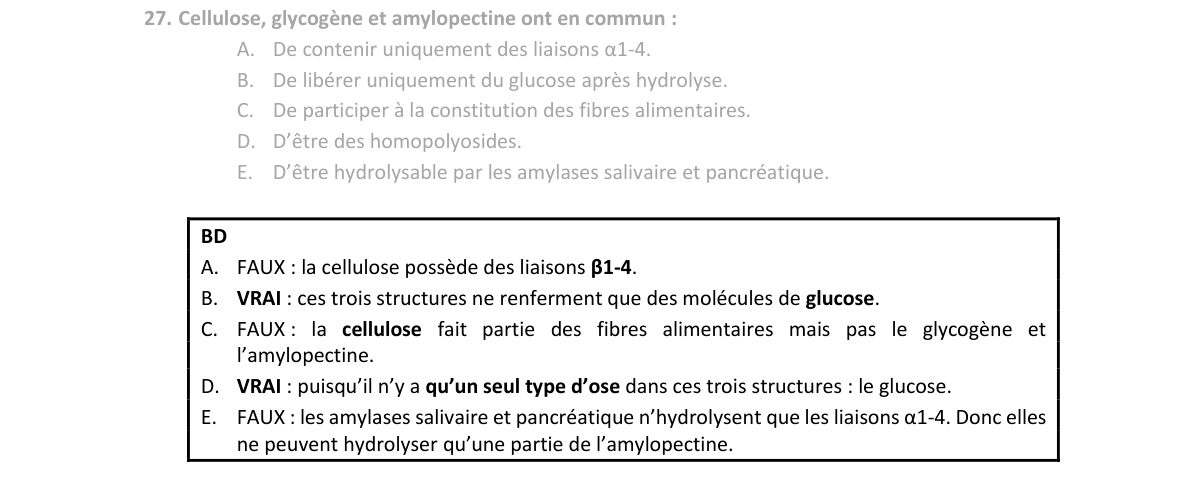 27. Cellulose, glycogène et amylopectine ont en commun :
A. De contenir uniquement des liaisons α1-4.
B. De libérer uniquement du glucose après hydrolyse.
C. De participer à la constitution des fibres alimentaires.
D. D’être des homopolyosides.
E. D’être hydrolysable par les amylases salivaire et pancréatique.
BD
A. FAUX : la cellulose possède des liaisons β1-4.
B. VRAI : ces trois structures ne renferment que des molécules de glucose.
C. FAUX : la cellulose fait partie des fibres alimentaires mais pas le glycogène et
l’amylopectine.
D. VRAI : puisqu’il n’y a qu’un seul type d’ose dans ces trois structures : le glucose.
E. FAUX : les amylases salivaire et pancréatique n’hydrolysent que les liaisons α1-4. Donc elles
ne peuvent hydrolyser qu’une partie de l’amylopectine.